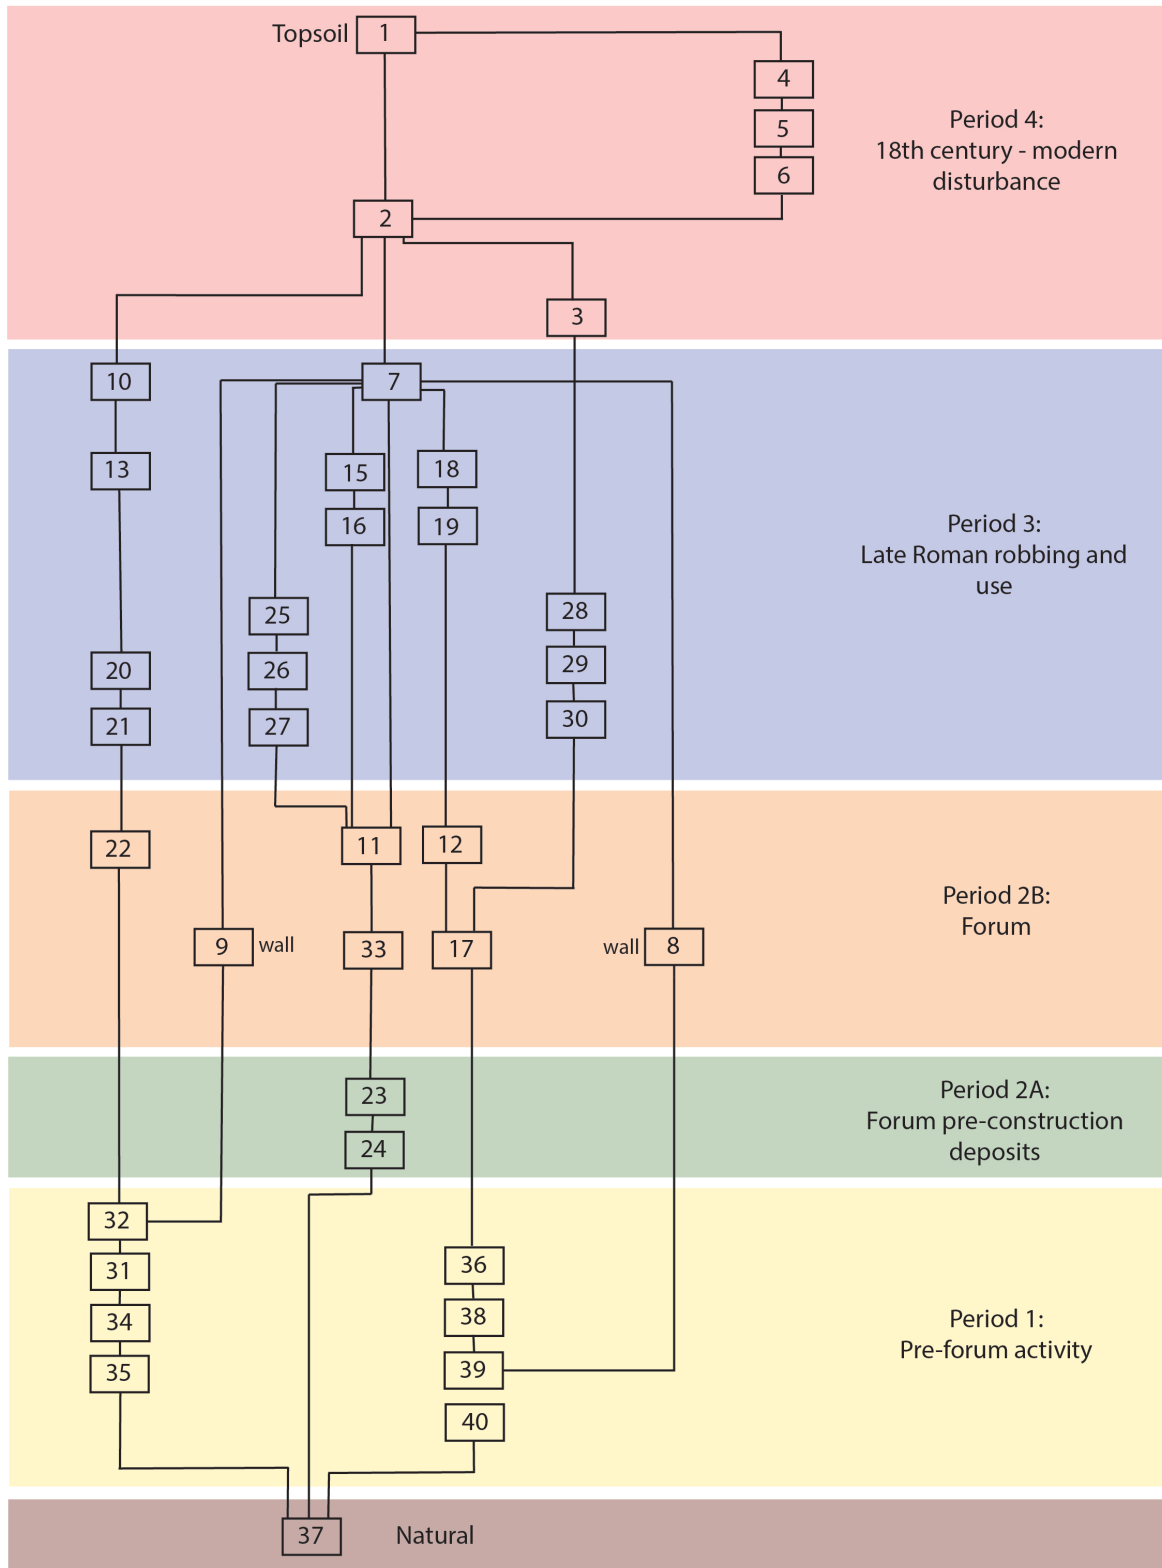 Topsoil 1
4
5
6
Period 4:
18th century - modern
disturbance
2
3
10
7
13
15
18
16
19
Period 3:
Late Roman robbing and
use
25
28
20
26
29
21
27
30
22
11
12
Period 2B:
Forum
9 wall
33
17
wall 8
23
24
Period 2A:
Forum pre-construction
deposits
32
31
34
35
36
38
39
40
Period 1:
Pre-forum activity
37 Natural